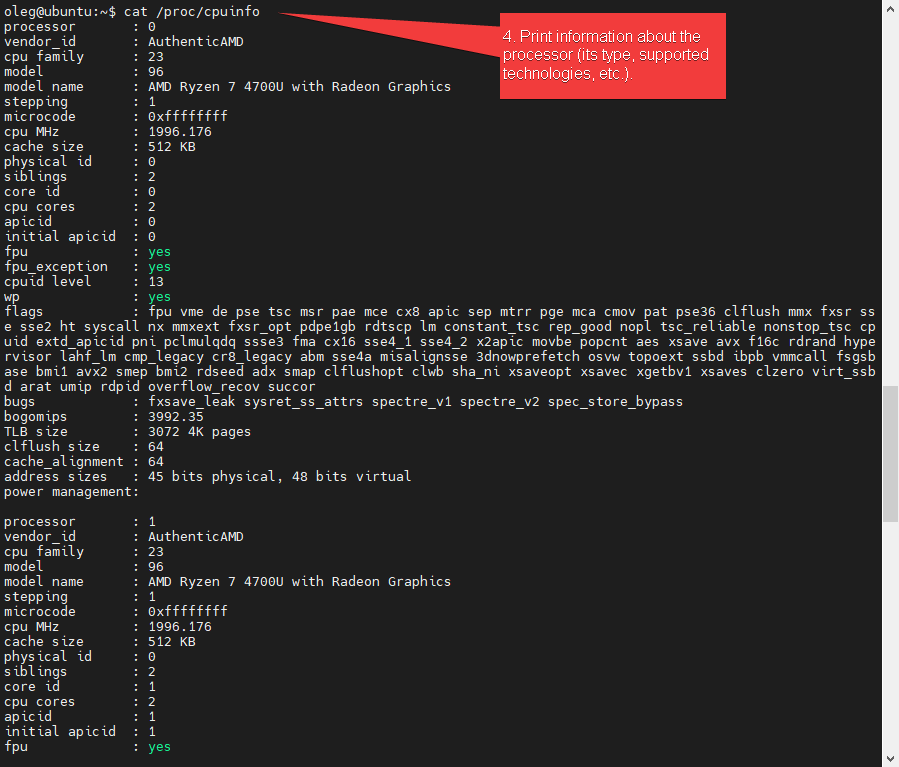 oleg@ubuntu:~$ cat /proc/cpuinfo
4. Print information about the
processor (its type, supported
technologies, etc.).
processor       : 0
vendor_id       : AuthenticAMD
cpu family      : 23
model           : 96
model name      : AMD Ryzen 7 4700U with Radeon Graphics
stepping        : 1
microcode       : 0xffffffff
cpu MHz         : 1996.176
cache size      : 512 KB
physical id     : 0
siblings        : 2
core id         : 0
cpu cores       : 2
apicid          : 0
initial apicid  : 0
fpu             : yes
fpu_exception   : yes
cpuid level     : 13
wp              : yes
flags           : fpu vme de pse tsc msr pae mce cx8 apic sep mtrr pge mca cmov pat pse36 clflush mmx fxsr ss
e sse2 ht syscall nx mmxext fxsr_opt pdpe1gb rdtscp lm constant_tsc rep_good nopl tsc_reliable nonstop_tsc cp
uid extd_apicid pni pclmulqdq ssse3 fma cx16 sse4_1 sse4_2 x2apic movbe popcnt aes xsave avx f16c rdrand hype
rvisor lahf_lm cmp_legacy cr8_legacy abm sse4a misalignsse 3dnowprefetch osvw topoext ssbd ibpb vmmcall fsgsb
ase bmi1 avx2 smep bmi2 rdseed adx smap clflushopt clwb sha_ni xsaveopt xsavec xgetbv1 xsaves clzero virt_ssb
d arat umip rdpid overflow_recov succor
bugs            : fxsave_leak sysret_ss_attrs spectre_v1 spectre_v2 spec_store_bypass
bogomips        : 3992.35
TLB size        : 3072 4K pages
clflush size    : 64
cache_alignment : 64
address sizes   : 45 bits physical, 48 bits virtual
power management:
processor       : 1
vendor_id       : AuthenticAMD
cpu family      : 23
model           : 96
model name      : AMD Ryzen 7 4700U with Radeon Graphics
stepping        : 1
microcode       : 0xffffffff
cpu MHz         : 1996.176
cache size      : 512 KB
physical id     : 0
siblings        : 2
core id         : 1
cpu cores       : 2
apicid          : 1
initial apicid  : 1
fpu             : yes